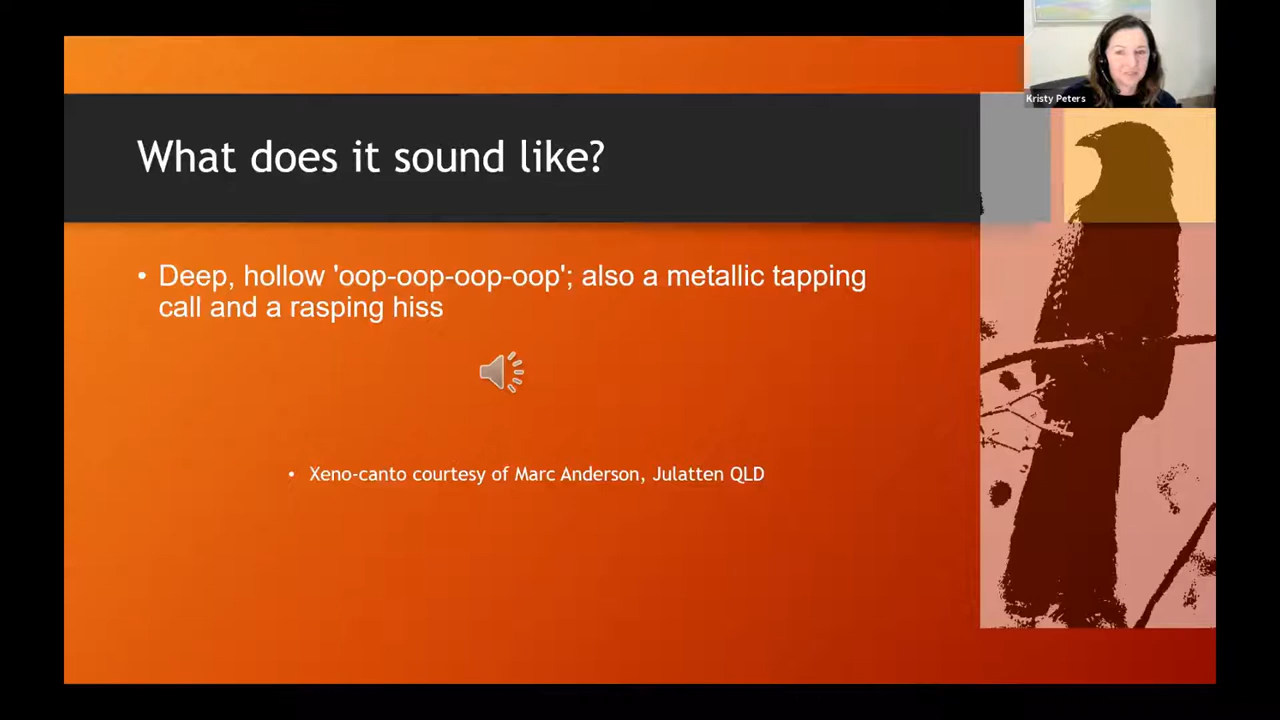 Kristy Peters
What does it sound like?
• Deep, hollow 'oop-oop-oop-oop'; also a metallic tapping
call and a rasping hiss
• Xeno-canto courtesy of Marc Anderson, Julatten QLD